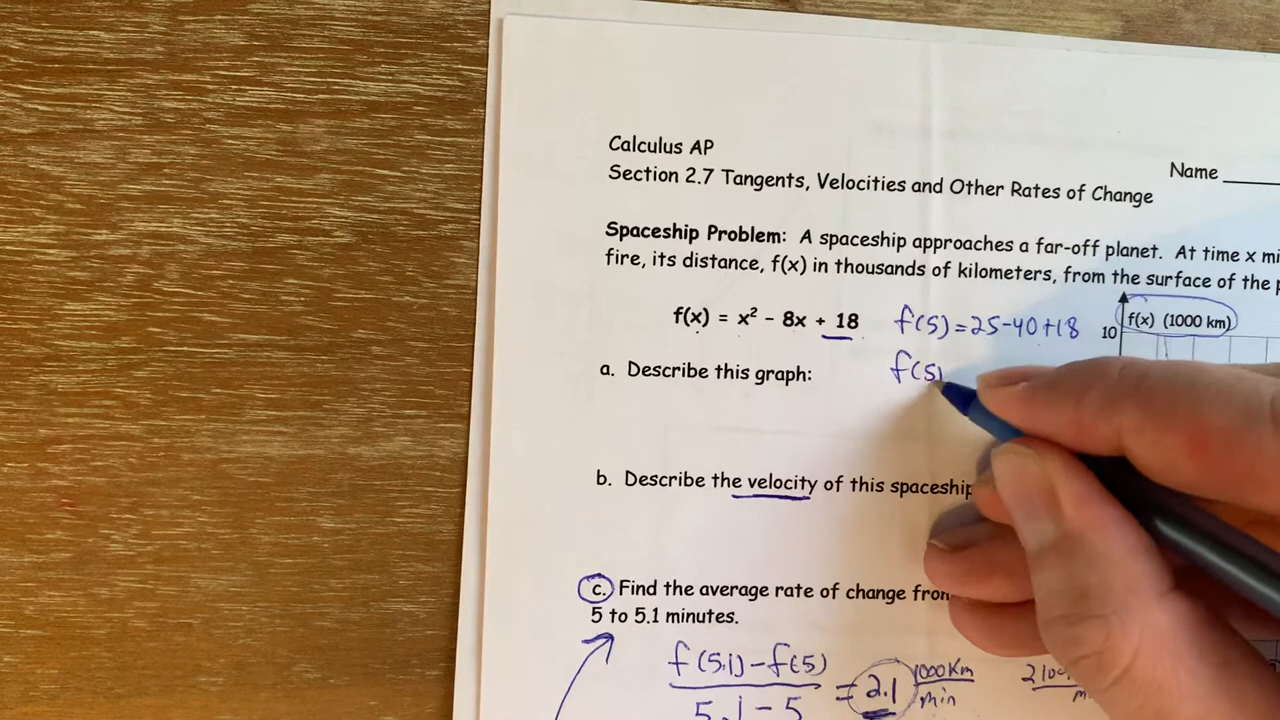 Calculus AP
Name
Section 2.7 Tangents, Velocities and Other Rates of Change
Spaceship Problem: A spaceship approaches a far-off planet. At time x
fire, its distance, f(x) in thousands of kilometers, from the surface of the
f(x) = x² - 8x + 18 f(5) = 25-40+18
f(x) (1000 km)
10
a. Describe this graph: f(5)
b. Describe the velocity of this spaceship
c. Find the average rate of change from
5 to 5.1 minutes.
f(5.1)-f(5) / 5.1-5 = 2.1 1000 Km / min